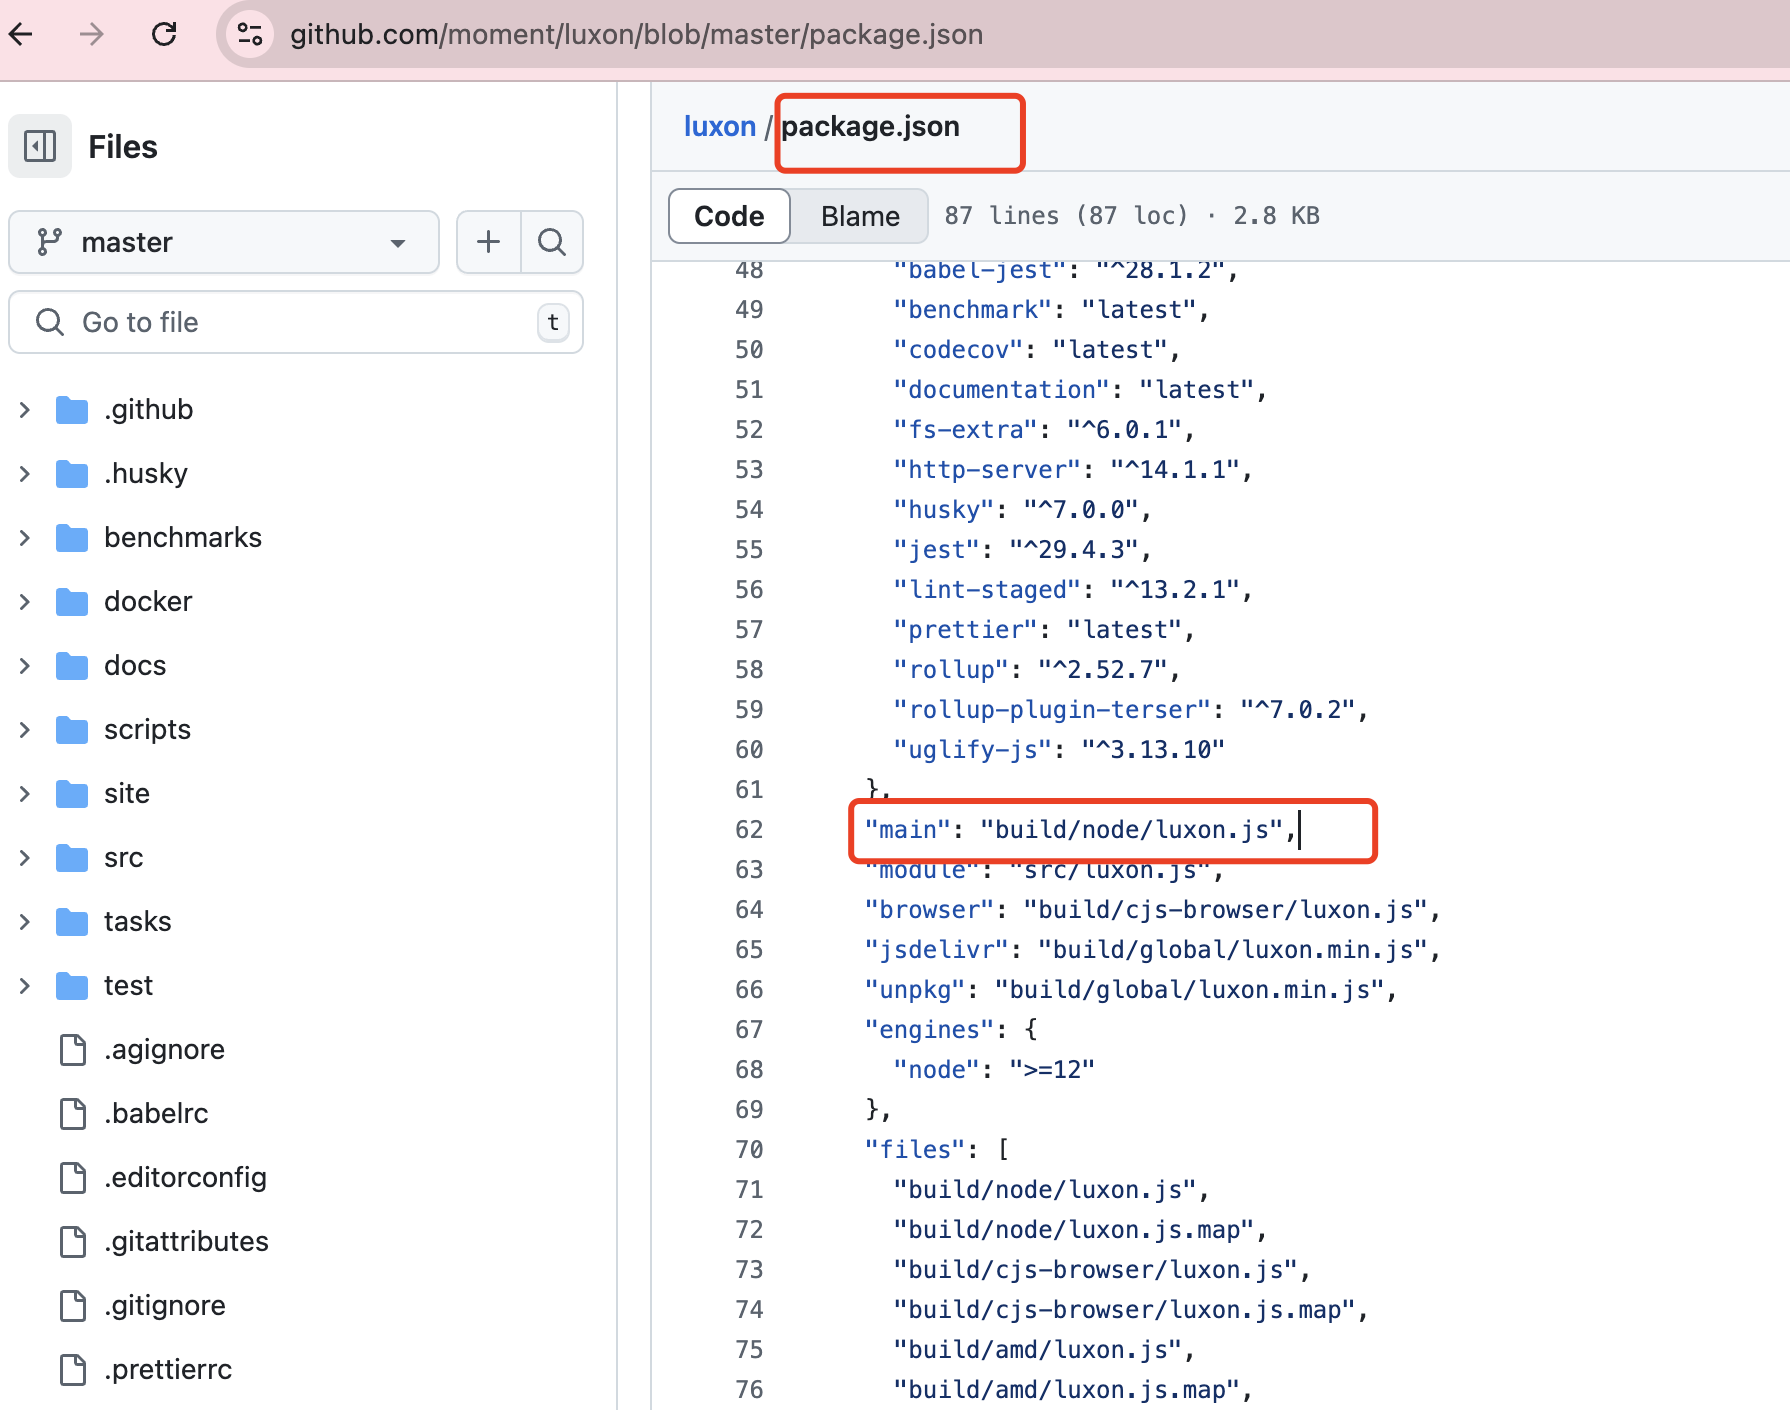 github.com/moment/luxon/blob/master/package.json
Files
master
Go to file
t
.github
.husky
benchmarks
docker
docs
scripts
site
src
tasks
test
.agignore
.babelrc
.editorconfig
.gitattributes
.gitignore
.prettierrc
luxon / package.json
Code Blame 87 lines (87 loc) · 2.8 KB
48 "babel-jest": "^28.1.2",
49 "benchmark": "latest",
50 "codecov": "latest",
51 "documentation": "latest",
52 "fs-extra": "^6.0.1",
53 "http-server": "^14.1.1",
54 "husky": "^7.0.0",
55 "jest": "^29.4.3",
56 "lint-staged": "^13.2.1",
57 "prettier": "latest",
58 "rollup": "^2.52.7",
59 "rollup-plugin-terser": "^7.0.2",
60 "uglify-js": "^3.13.10"
61 },
62 "main": "build/node/luxon.js",
63 "module": "src/luxon.js",
64 "browser": "build/cjs-browser/luxon.js",
65 "jsdelivr": "build/global/luxon.min.js",
66 "unpkg": "build/global/luxon.min.js",
67 "engines": {
68 "node": ">=12"
69 },
70 "files": [
71 "build/node/luxon.js",
72 "build/node/luxon.js.map",
73 "build/cjs-browser/luxon.js",
74 "build/cjs-browser/luxon.js.map",
75 "build/amd/luxon.js",
76 "build/amd/luxon.js.map",